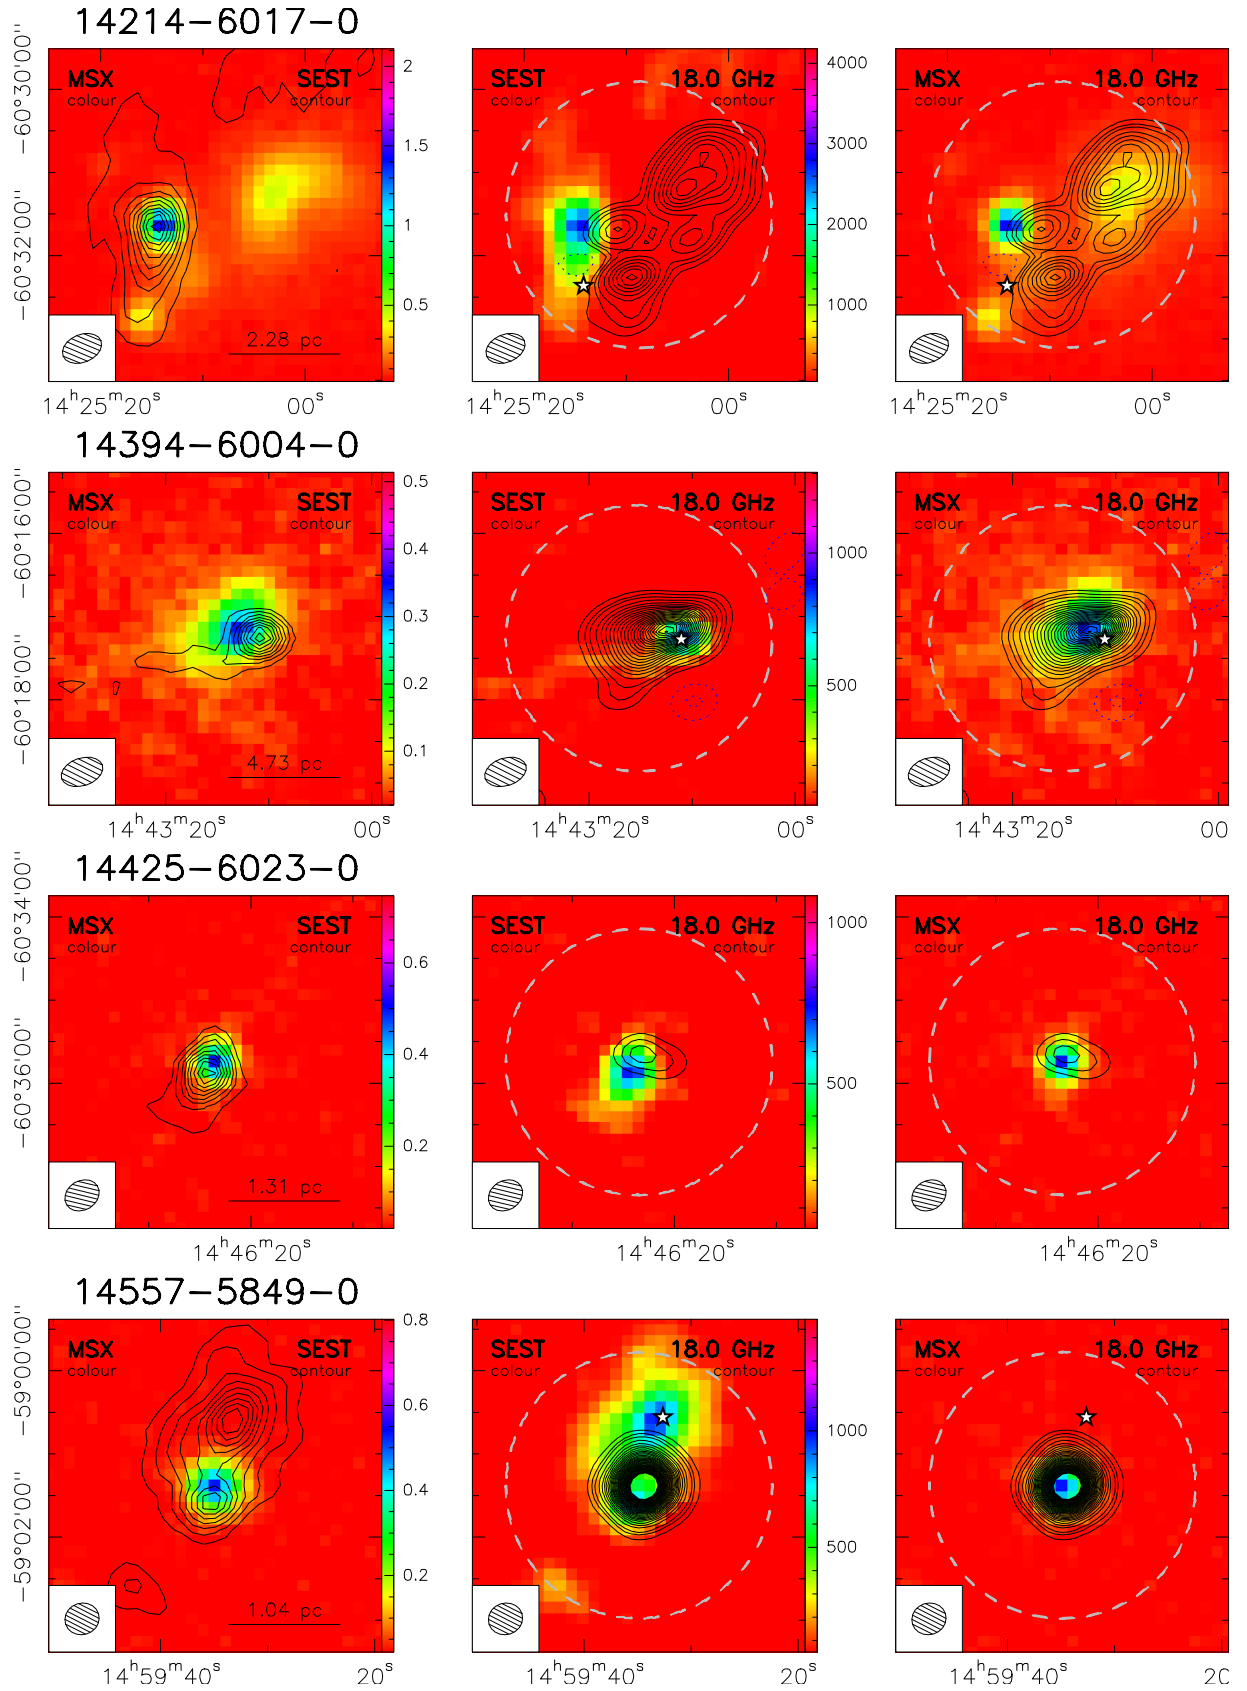 14214−6017−0
MSX SEST
colour contour
2
1.5
1
0.5
2.28 pc
−60°30'00''
−60°32'00''
14ʰ25ᵐ20ˢ 00ˢ
SEST 18.0 GHz
colour contour
4000
3000
2000
1000
14ʰ25ᵐ20ˢ 00ˢ
MSX 18.0 GHz
colour contour
14ʰ25ᵐ20ˢ 00ˢ
14394−6004−0
MSX SEST
colour contour
0.5
0.4
0.3
0.2
0.1
4.73 pc
−60°16'00''
−60°18'00''
14ʰ43ᵐ20ˢ 00ˢ
SEST 18.0 GHz
colour contour
1000
500
14ʰ43ᵐ20ˢ 00ˢ
MSX 18.0 GHz
colour contour
14ʰ43ᵐ20ˢ 00
14425−6023−0
MSX SEST
colour contour
0.6
0.4
0.2
1.31 pc
−60°34'00''
−60°36'00''
14ʰ46ᵐ20ˢ
SEST 18.0 GHz
colour contour
1000
500
14ʰ46ᵐ20ˢ
MSX 18.0 GHz
colour contour
14ʰ46ᵐ20ˢ
14557−5849−0
MSX SEST
colour contour
0.8
0.6
0.4
0.2
1.04 pc
−59°00'00''
−59°02'00''
14ʰ59ᵐ40ˢ 20ˢ
SEST 18.0 GHz
colour contour
1000
500
14ʰ59ᵐ40ˢ 20ˢ
MSX 18.0 GHz
colour contour
14ʰ59ᵐ40ˢ 20